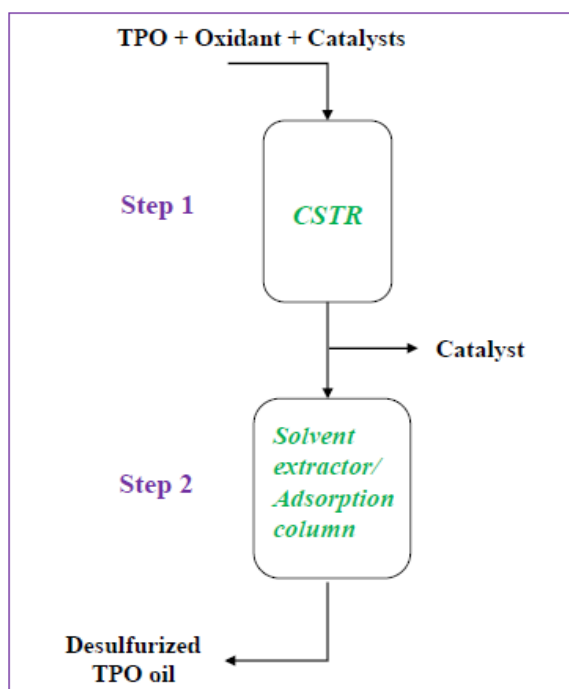 TPO + Oxidant + Catalysts
Step 1
CSTR
Catalyst
Step 2
Solvent
extractor/
Adsorption
column
Desulfurized
TPO oil